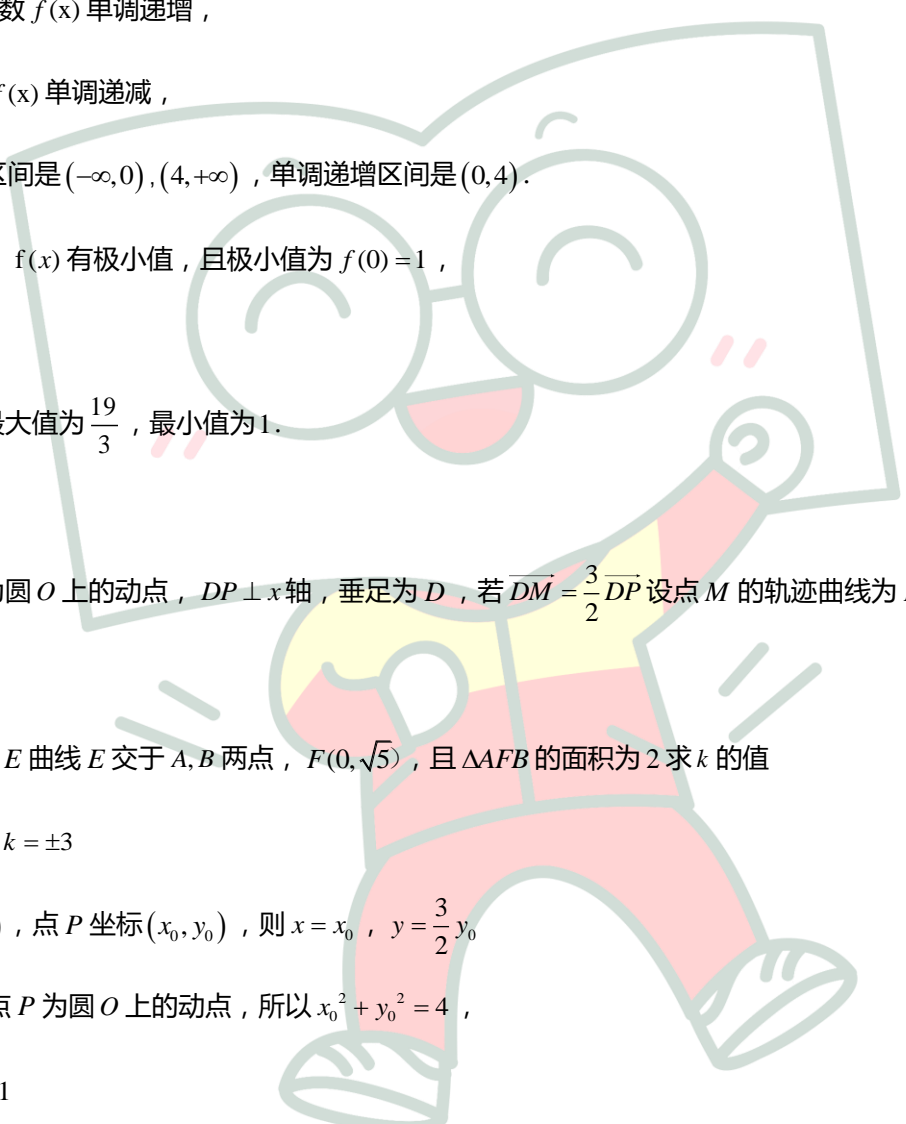 数 f(x) 单调递增，
f(x) 单调递减，
区间是(−∞,0),(4,+∞)，单调递增区间是(0,4).
f(x) 有极小值，且极小值为 f(0)=1，
最大值为 19/3，最小值为1.
为圆 O 上的动点，DP ⊥ x轴，垂足为 D，若 \overrightarrow{DM} = 3/2 \overrightarrow{DP} 设点 M 的轨迹曲线为
E 曲线 E 交于 A,B 两点，F(0,√5)，且 ΔAFB 的面积为 2 求 k 的值
k = ±3
)，点 P 坐标(x₀, y₀)，则 x = x₀，y = 3/2 y₀
点 P 为圆 O 上的动点，所以 x₀² + y₀² = 4，
1